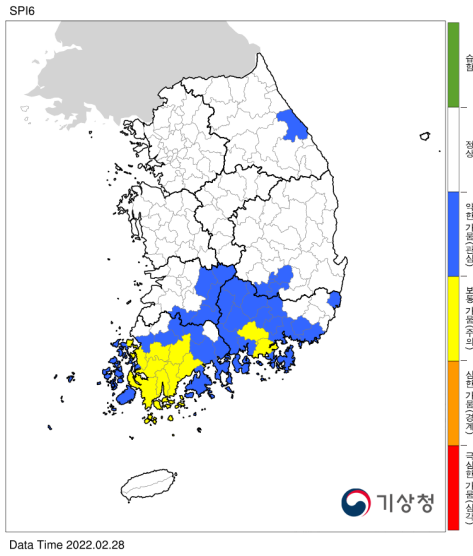 SPI6
습함
정상
약한 가뭄(관심)
보통 가뭄(주의)
심한 가뭄(경계)
극심한 가뭄(심각)
기상청
Data Time 2022.02.28